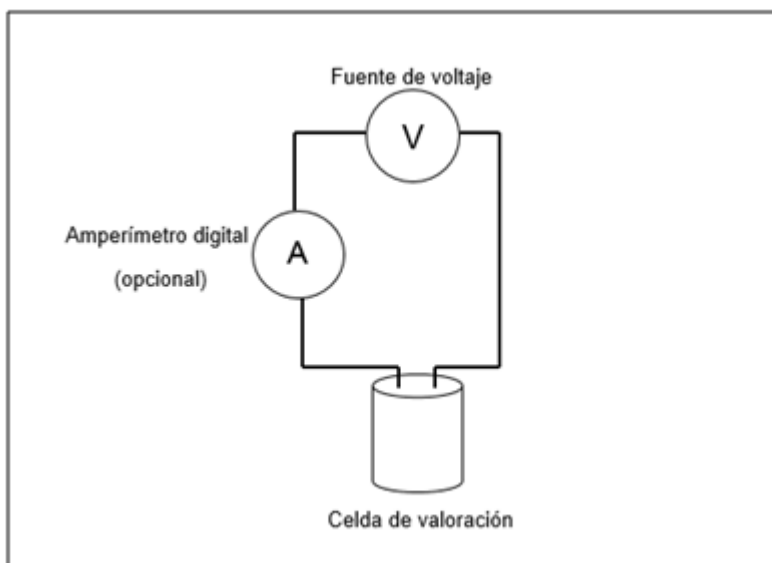 Fuente de voltaje
V
Amperímetro digital
(opcional)
A
Celda de valoración